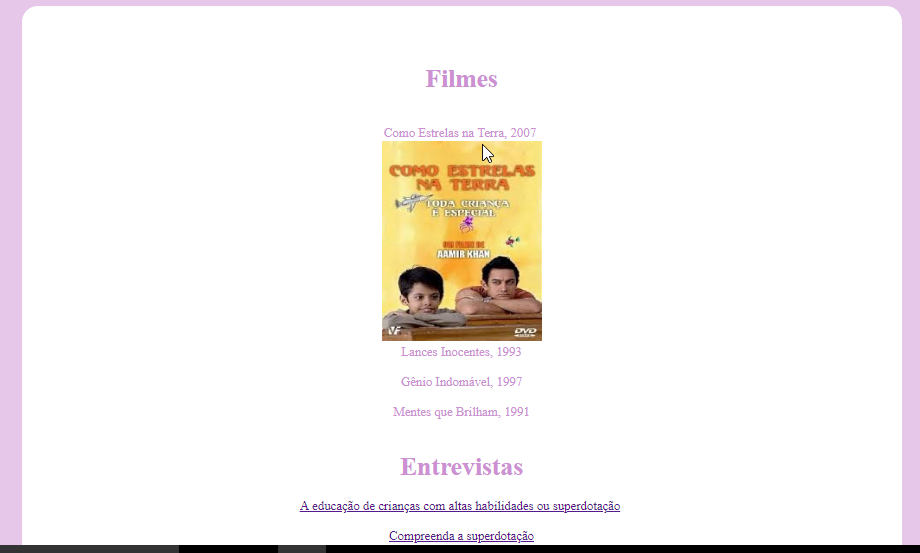 Filmes
Como Estrelas na Terra, 2007
COMO ESTRELAS
NA TERRA
TODA CRIANÇA
É ESPECIAL
UM FILME DE
AAMIR KHAN
VF
DVD
Lances Inocentes, 1993
Gênio Indomável, 1997
Mentes que Brilham, 1991
Entrevistas
A educação de crianças com altas habilidades ou superdotação
Compreenda a superdotação